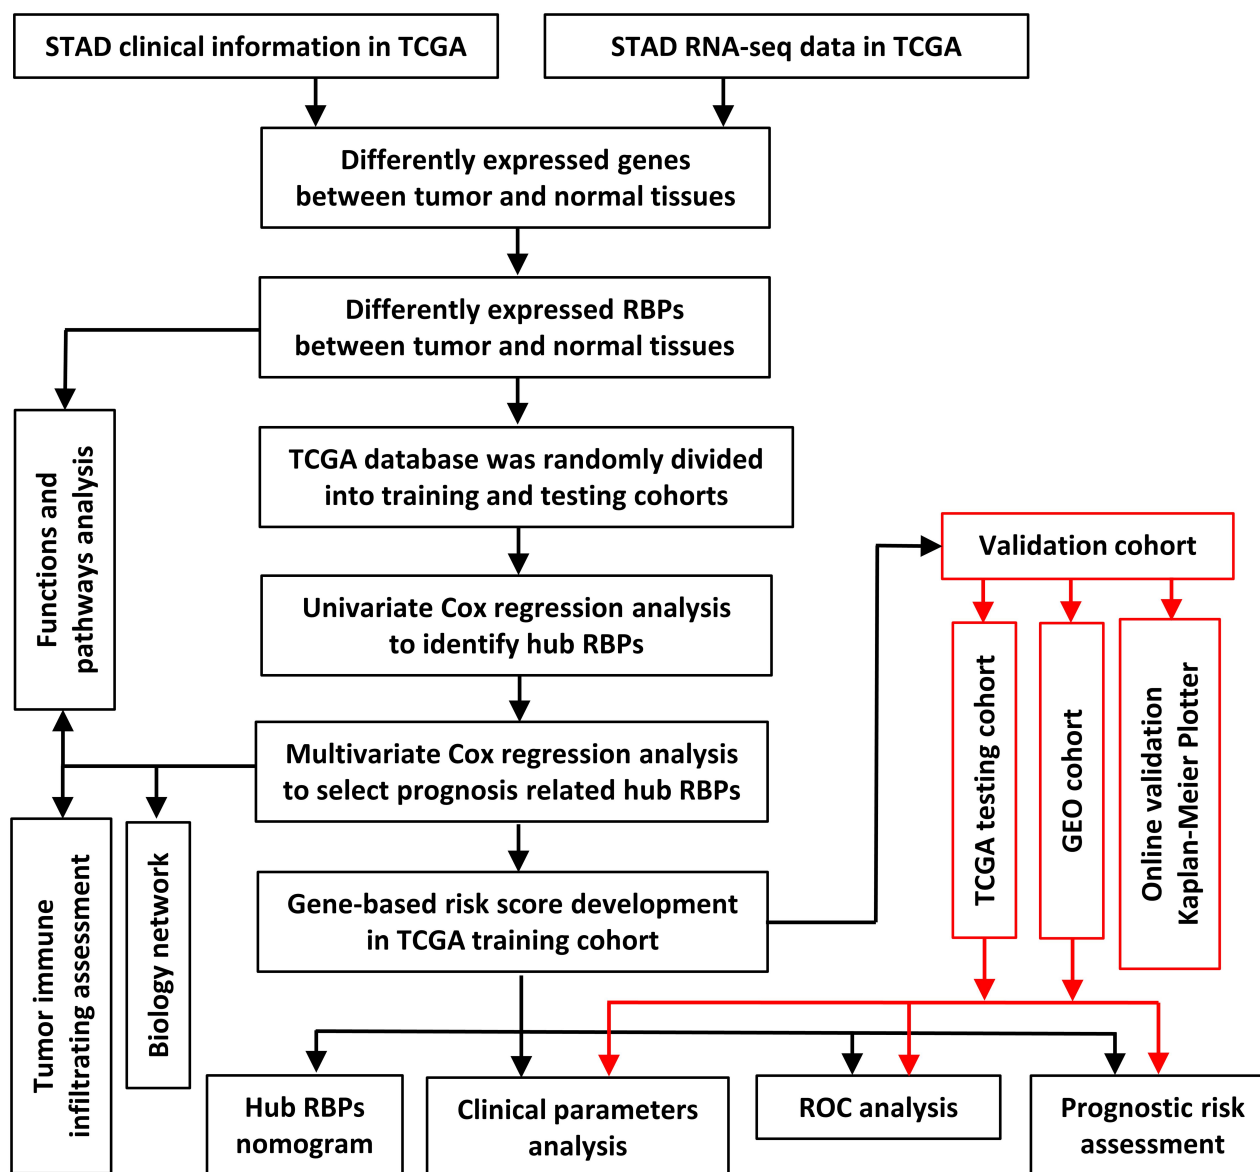 STAD clinical information in TCGA
STAD RNA-seq data in TCGA
Differently expressed genes
between tumor and normal tissues
Differently expressed RBPs
between tumor and normal tissues
Functions and
pathways analysis
TCGA database was randomly divided
into training and testing cohorts
Validation cohort
Univariate Cox regression analysis
to identify hub RBPs
TCGA testing cohort
GEO cohort
Online validation
Kaplan-Meier Plotter
Multivariate Cox regression analysis
to select prognosis related hub RBPs
Tumor immune
infiltrating assessment
Biology network
Gene-based risk score development
in TCGA training cohort
Hub RBPs
nomogram
Clinical parameters
analysis
ROC analysis
Prognostic risk
assessment